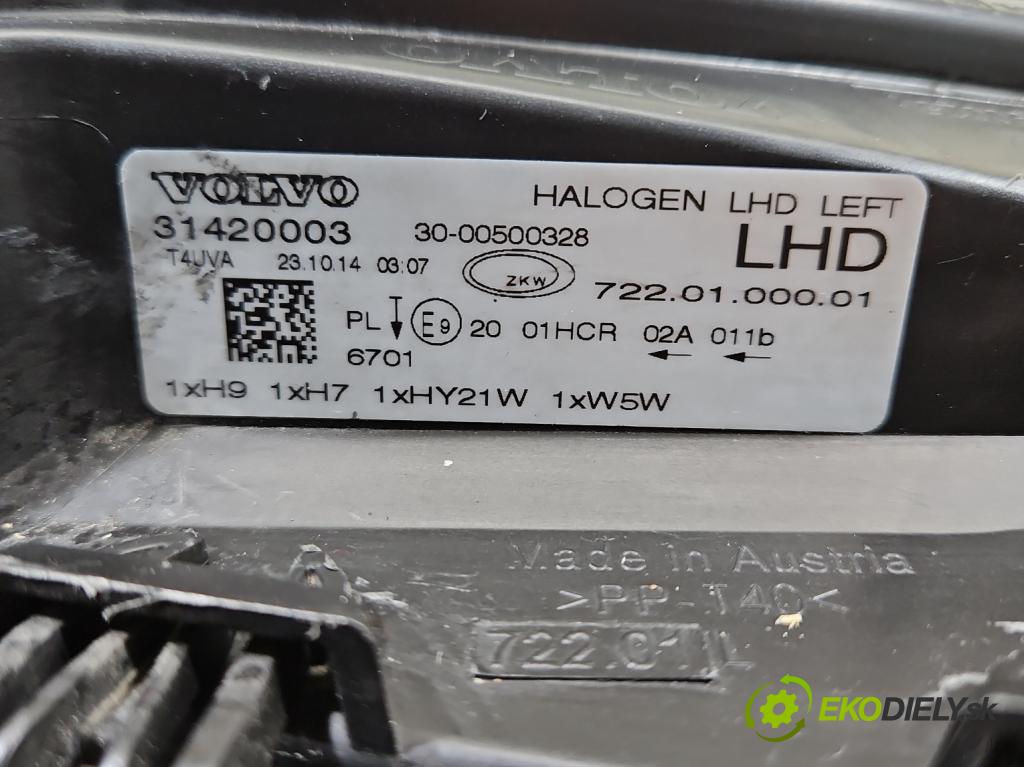 VOLVO HALOGEN LHD LEFT
31420003 30-00500328 LHD
T4UVA 23.10.14 03:07 ZKW 722.01.000.01
PL E9 20 01HCR 02A 011b
6701
1xH9 1xH7 1xHY21W 1xW5W
Made in Austria
>PP-T40<
722.01 L
EKODIELY.sk